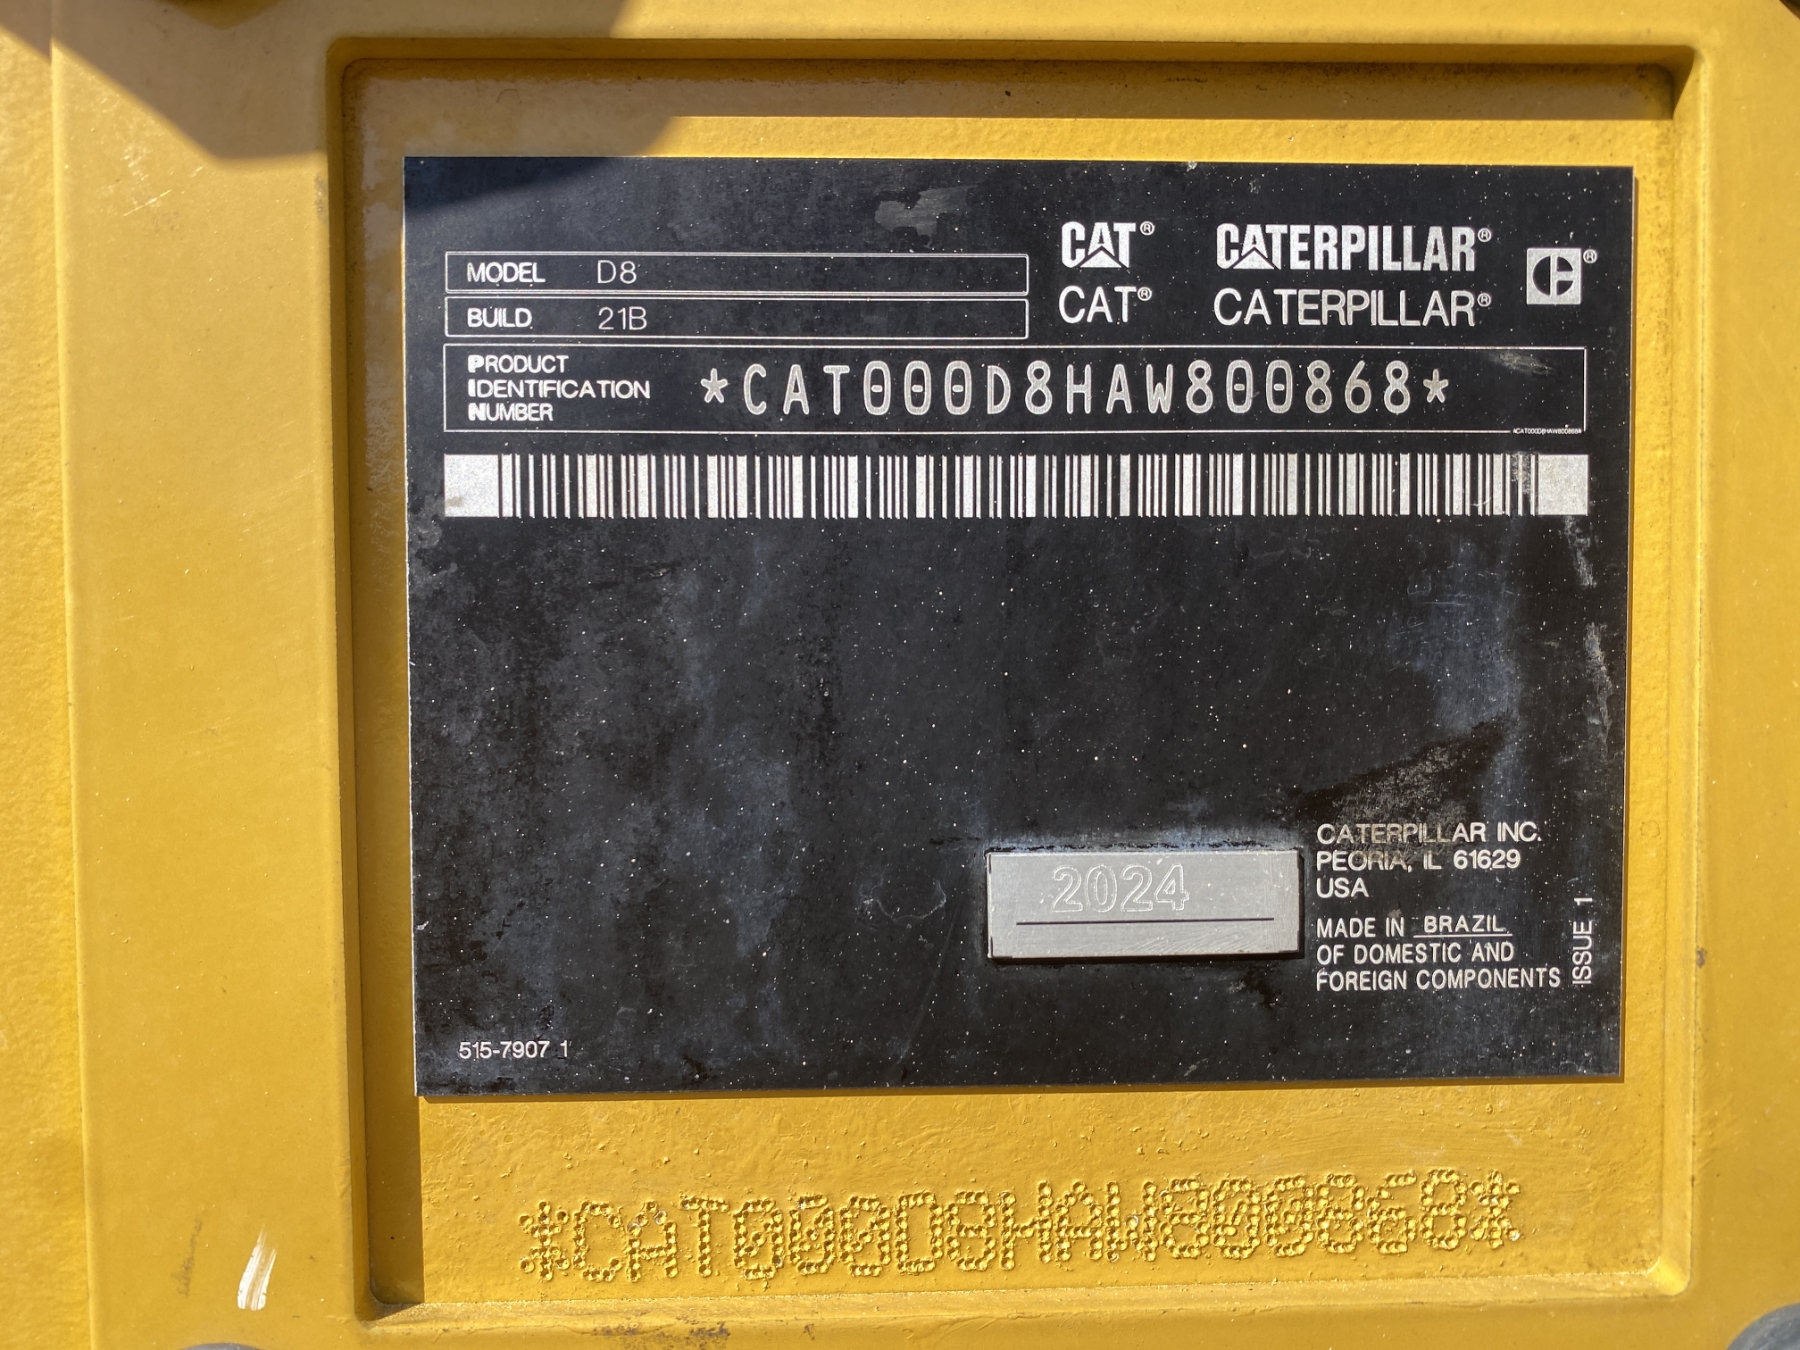 MODEL D8
BUILD 21B
CAT® CATERPILLAR®
CAT® CATERPILLAR®
PRODUCT
IDENTIFICATION
NUMBER
*CAT000D8HAW800868*
*CAT000D8HAW800868*
2024
CATERPILLAR INC.
PEORIA, IL 61629
USA
MADE IN BRAZIL
OF DOMESTIC AND
FOREIGN COMPONENTS
ISSUE 1
515-7907 1
*CAT000D8HAW800868*